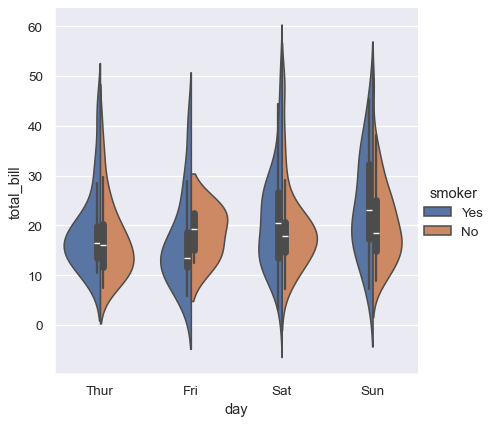 60
50
40
30
20
10
0
total_bill
Thur Fri Sat Sun
day
smoker
Yes
No